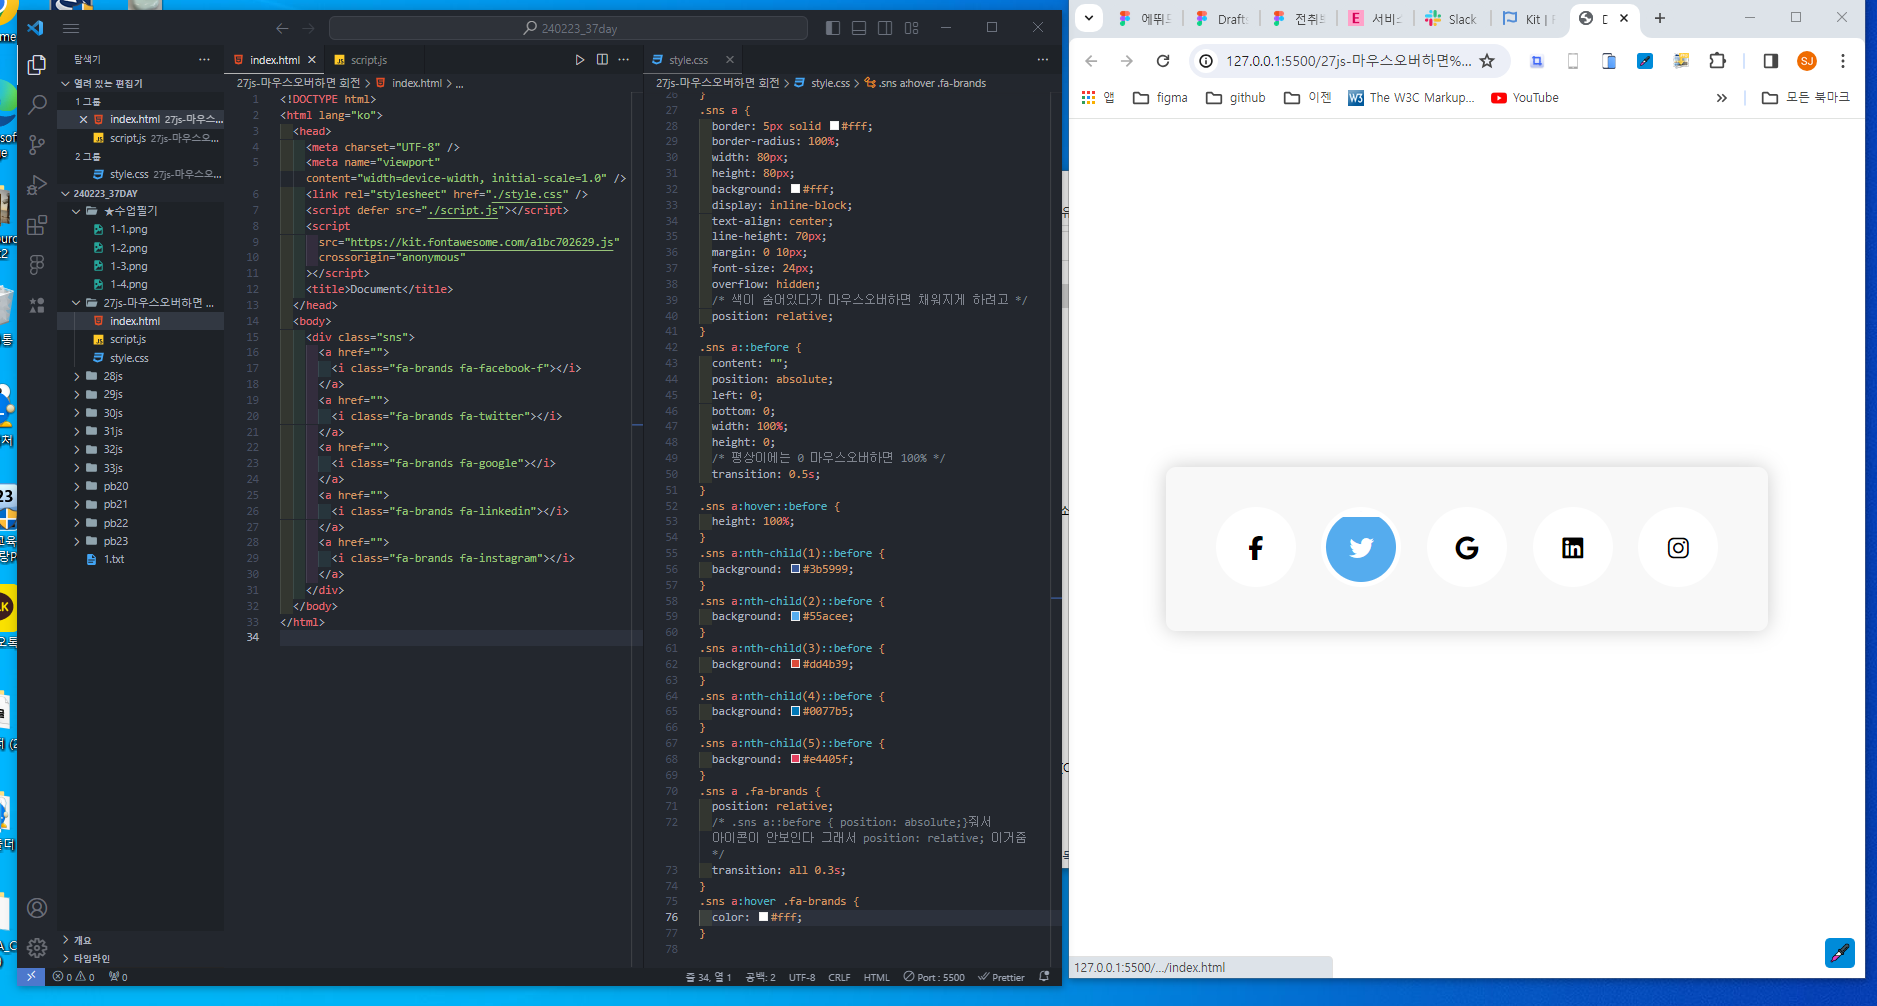 240223_37day
탐색기
열려 있는 편집기
1 그룹
index.html 27js-마우스...
script.js 27js-마우스오...
2 그룹
style.css 27js-마우스오...
240223_37DAY
★수업필기
1-1.png
1-2.png
1-3.png
1-4.png
27js-마우스오버하면 ...
index.html
script.js
style.css
28js
29js
30js
31js
32js
33js
pb20
pb21
pb22
pb23
1.txt
개요
타임라인
index.html
script.js
27js-마우스오버하면 회전 > index.html > ...
1 <!DOCTYPE html>
2 <html lang="ko">
3 <head>
4 <meta charset="UTF-8" />
5 <meta name="viewport"
content="width=device-width, initial-scale=1.0" />
6 <link rel="stylesheet" href="./style.css" />
7 <script defer src="./script.js"></script>
8 <script
9 src="https://kit.fontawesome.com/a1bc702629.js"
10 crossorigin="anonymous"
11 ></script>
12 <title>Document</title>
13 </head>
14 <body>
15 <div class="sns">
16 <a href="">
17 <i class="fa-brands fa-facebook-f"></i>
18 </a>
19 <a href="">
20 <i class="fa-brands fa-twitter"></i>
21 </a>
22 <a href="">
23 <i class="fa-brands fa-google"></i>
24 </a>
25 <a href="">
26 <i class="fa-brands fa-linkedin"></i>
27 </a>
28 <a href="">
29 <i class="fa-brands fa-instagram"></i>
30 </a>
31 </div>
32 </body>
33 </html>
34
style.css
27js-마우스오버하면 회전 > style.css > .sns a:hover .fa-brands
26 }
27 .sns a {
28 border: 5px solid #fff;
29 border-radius: 100%;
30 width: 80px;
31 height: 80px;
32 background: #fff;
33 display: inline-block;
34 text-align: center;
35 line-height: 70px;
36 margin: 0 10px;
37 font-size: 24px;
38 overflow: hidden;
39 /* 색이 숨어있다가 마우스오버하면 채워지게 하려고 */
40 position: relative;
41 }
42 .sns a::before {
43 content: "";
44 position: absolute;
45 left: 0;
46 bottom: 0;
47 width: 100%;
48 height: 0;
49 /* 평상이에는 0 마우스오버하면 100% */
50 transition: 0.5s;
51 }
52 .sns a:hover::before {
53 height: 100%;
54 }
55 .sns a:nth-child(1)::before {
56 background: #3b5999;
57 }
58 .sns a:nth-child(2)::before {
59 background: #55acee;
60 }
61 .sns a:nth-child(3)::before {
62 background: #dd4b39;
63 }
64 .sns a:nth-child(4)::before {
65 background: #0077b5;
66 }
67 .sns a:nth-child(5)::before {
68 background: #e4405f;
69 }
70 .sns a .fa-brands {
71 position: relative;
72 /* .sns a::before { position: absolute;}줘서
아이콘이 안보인다 그래서 position: relative; 이거줌
*/
73 transition: all 0.3s;
74 }
75 .sns a:hover .fa-brands {
76 color: #fff;
77 }
78
0 0 0
줄 34, 열 1 공백: 2 UTF-8 CRLF HTML Port : 5500 Prettier
에뛰 Draft 전취 서비 Slack Kit |
127.0.0.1:5500/27js-마우스오버하면%... SJ
앱 figma github 이젠 The W3C Markup... YouTube » 모든 북마크
127.0.0.1:5500/.../index.html